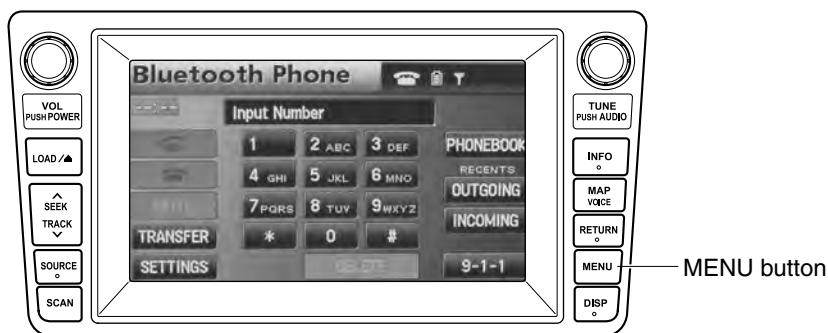 Bluetooth Phone
Input Number
1
2 ABC
3 DEF
PHONEBOOK
4 GHI
5 JKL
6 MNO
RECENTS
OUTGOING
7 PQRS
8 TUV
9 WXYZ
INCOMING
TRANSFER
*
0
#
SETTINGS
DELETE
9-1-1
VOL
PUSH POWER
LOAD
SEEK
TRACK
SOURCE
SCAN
TUNE
PUSH AUDIO
INFO
MAP
VOICE
RETURN
MENU
DISP
MENU button